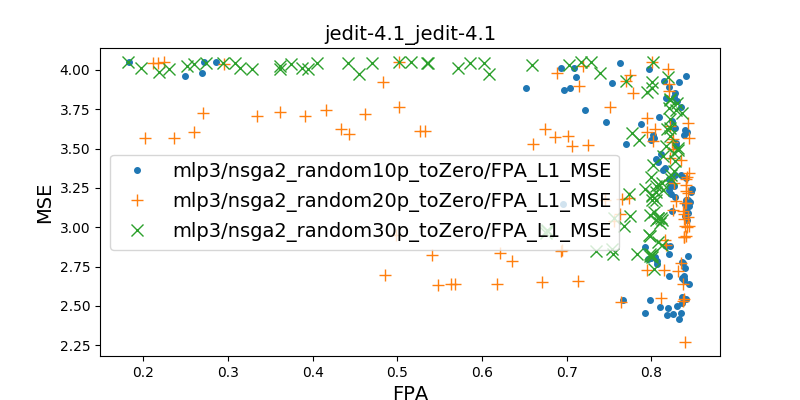 jedit-4.1_jedit-4.1
4.00
3.75
3.50
3.25
3.00
2.75
2.50
2.25
MSE
mlp3/nsga2_random10p_toZero/FPA_L1_MSE
mlp3/nsga2_random20p_toZero/FPA_L1_MSE
mlp3/nsga2_random30p_toZero/FPA_L1_MSE
0.2 0.3 0.4 0.5 0.6 0.7 0.8
FPA